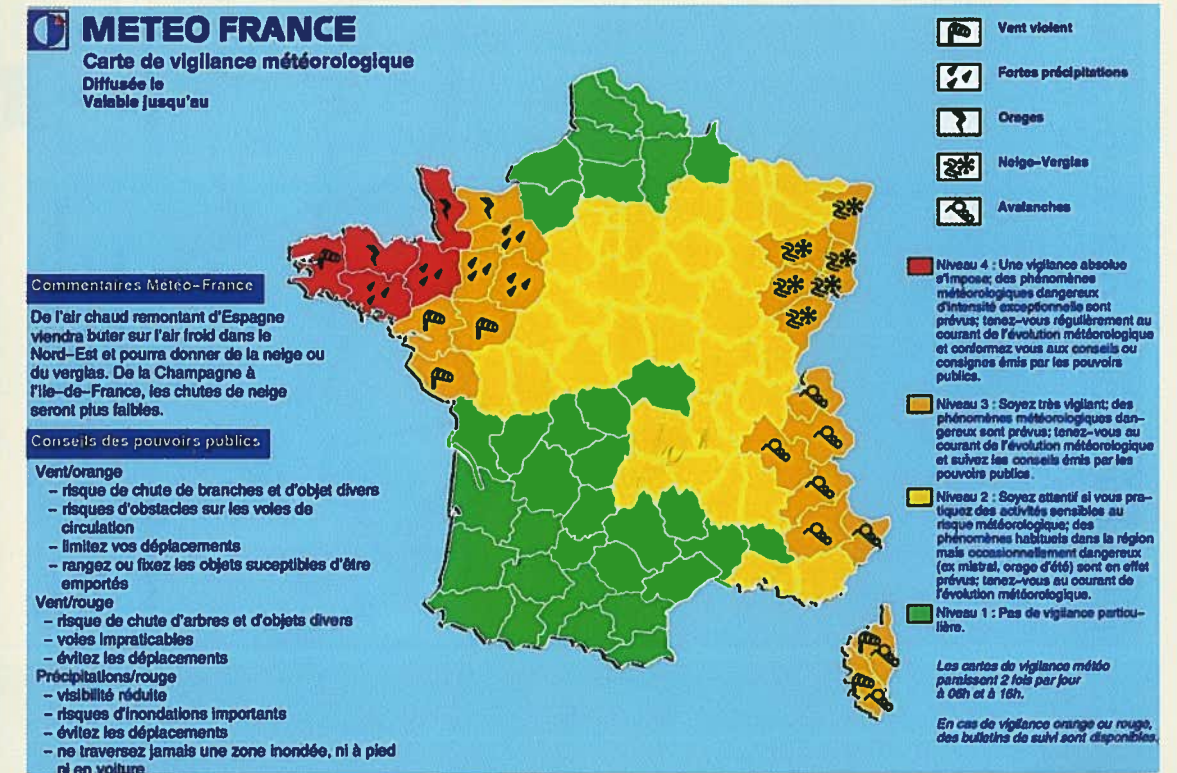 METEO FRANCE
Carte de vigilance météorologique
Diffusée le
Valable jusqu'au
Commentaires Météo-France
De l'air chaud remontant d'Espagne
viendra buter sur l'air froid dans le
Nord-Est et pourra donner de la neige ou
du verglas. De la Champagne à
l'Ile-de-France, les chutes de neige
seront plus faibles.
Conseils des pouvoirs publics
Vent/orange
– risque de chute de branches et d'objet divers
– risques d'obstacles sur les voies de
circulation
– limitez vos déplacements
– rangez ou fixez les objets suceptibles d'être
emportés
Vent/rouge
– risque de chute d'arbres et d'objets divers
– voies impraticables
– évitez les déplacements
Précipitations/rouge
– visibilité réduite
– risques d'inondations importants
– évitez les déplacements
– ne traversez jamais une zone inondée, ni à pied
ni en voiture
Vent violent
Fortes précipitations
Orages
Neige-Verglas
Avalanches
Niveau 4 : Une vigilance absolue
s'impose; des phénomènes
météorologiques dangereux
d'intensité exceptionnelle sont
prévus; tenez-vous régulièrement au
courant de l'évolution météorologique
et conformez vous aux conseils ou
consignes émis par les pouvoirs
publics.
Niveau 3 : Soyez très vigilant; des
phénomènes météorologiques dan-
gereux sont prévus; tenez-vous au
courant de l'évolution météorologique
et suivez les conseils émis par les
pouvoirs publics.
Niveau 2 : Soyez attentif si vous pra-
tiquez des activités sensibles au
risque météorologique; des
phénomènes habituels dans la région
mais occasionnellement dangereux
(ex mistral, orage d'été) sont en effet
prévus; tenez-vous au courant de
l'évolution météorologique.
Niveau 1 : Pas de vigilance particu-
lière.
Les cartes de vigilance météo
paraissent 2 fois par jour
à 06h et à 16h.
En cas de vigilance orange ou rouge,
des bulletins de suivi sont disponibles.